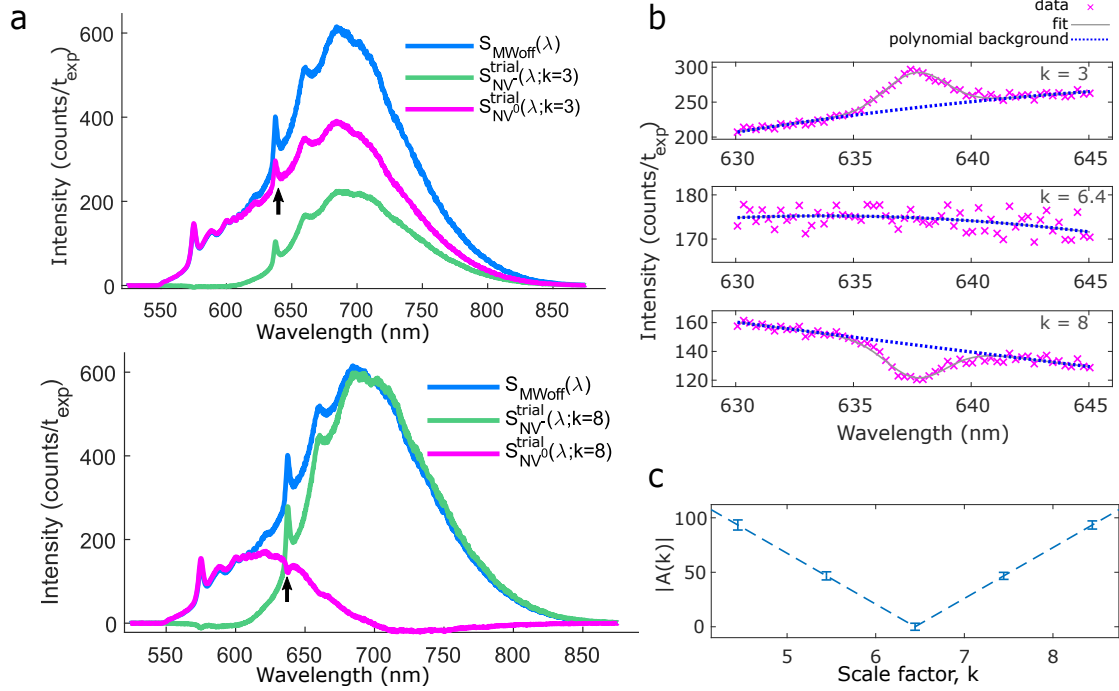 a
600
400
200
0
Intensity (counts/t_exp)
S_MWoff(λ)
S^trial_NV-(λ;k=3)
S^trial_NV0(λ;k=3)
550 600 650 700 750 800 850
Wavelength (nm)
600
400
200
0
Intensity (counts/t_exp)
S_MWoff(λ)
S^trial_NV-(λ;k=8)
S^trial_NV0(λ;k=8)
550 600 650 700 750 800 850
Wavelength (nm)
b
data
fit
polynomial background
300
250
200
k = 3
630 635 640 645
Intensity (counts/t_exp)
180
170
k = 6.4
630 635 640 645
160
140
120
k = 8
630 635 640 645
Wavelength (nm)
c
100
50
0
|A(k)|
5 6 7 8
Scale factor, k